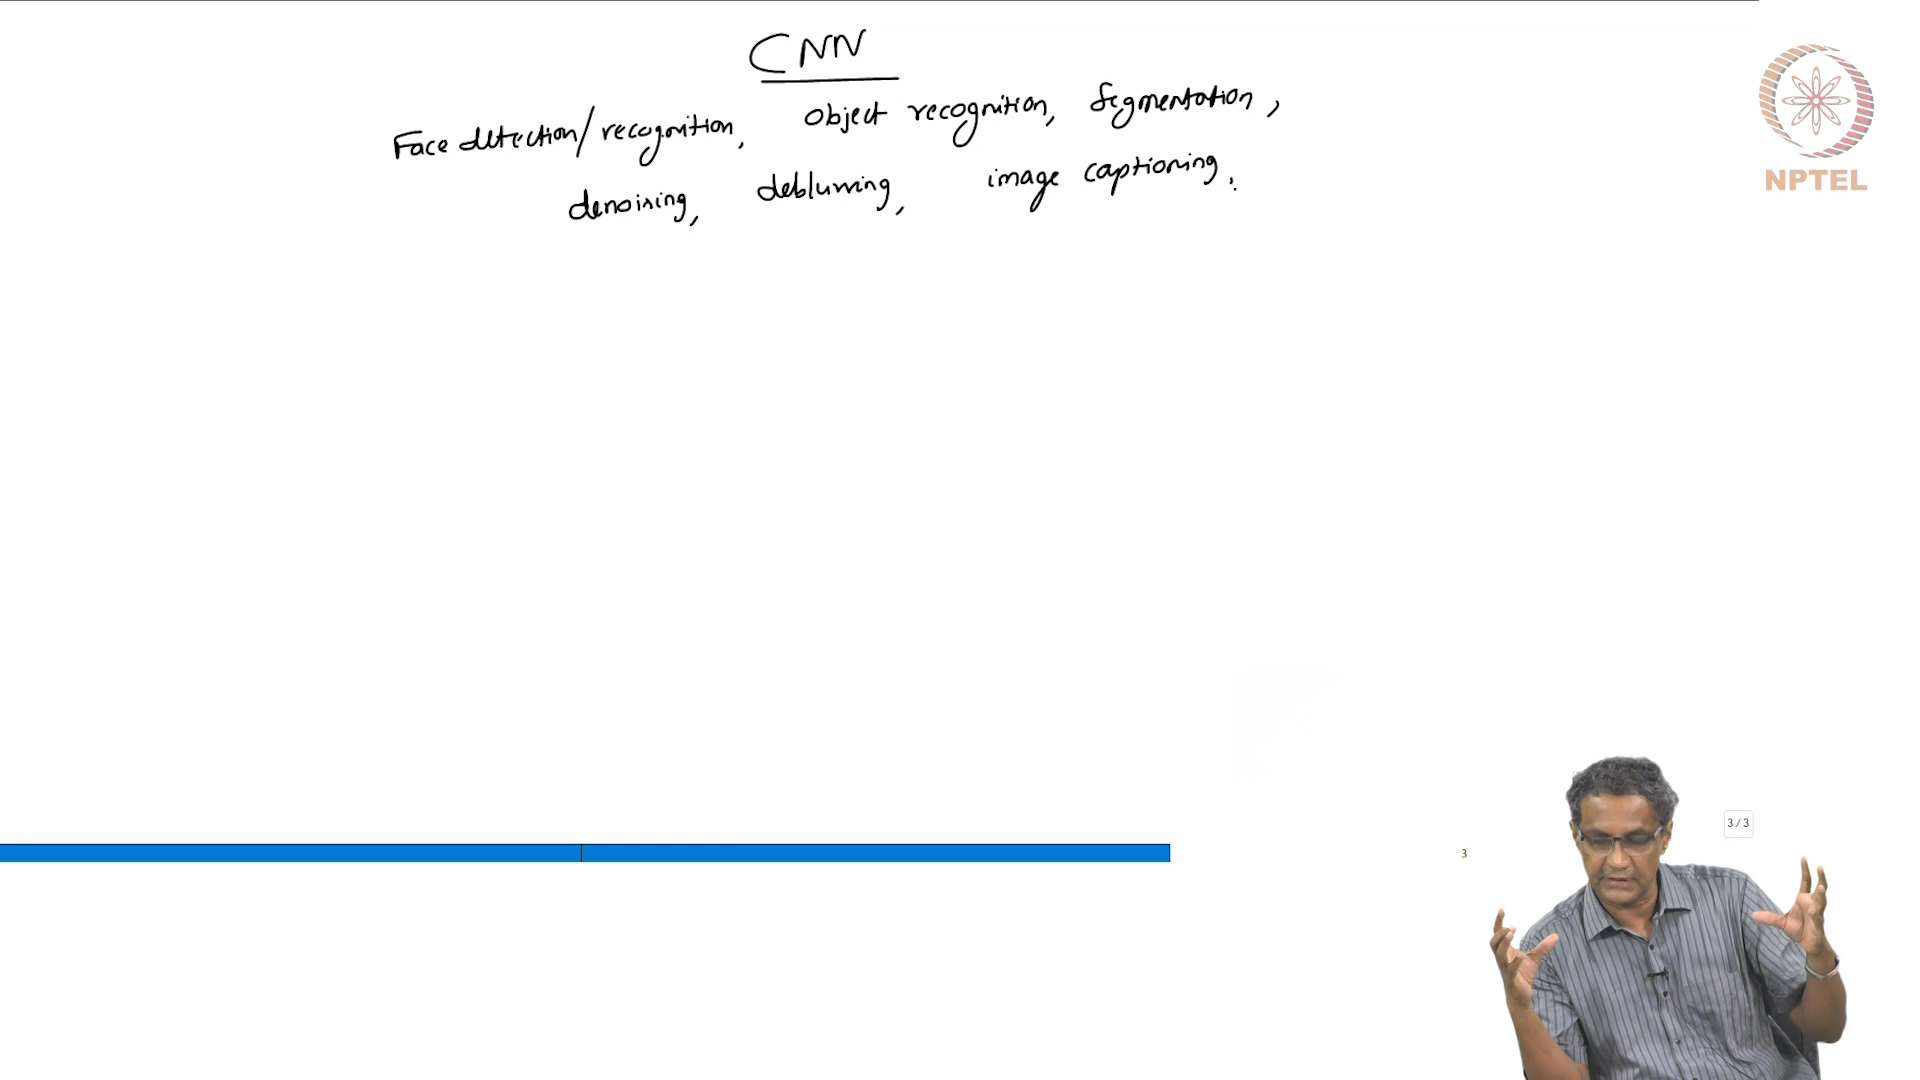 CNN
Face detection/recognition, object recognition, Segmentation,
denoising, deblurring, image captioning,
NPTEL
3/3
3